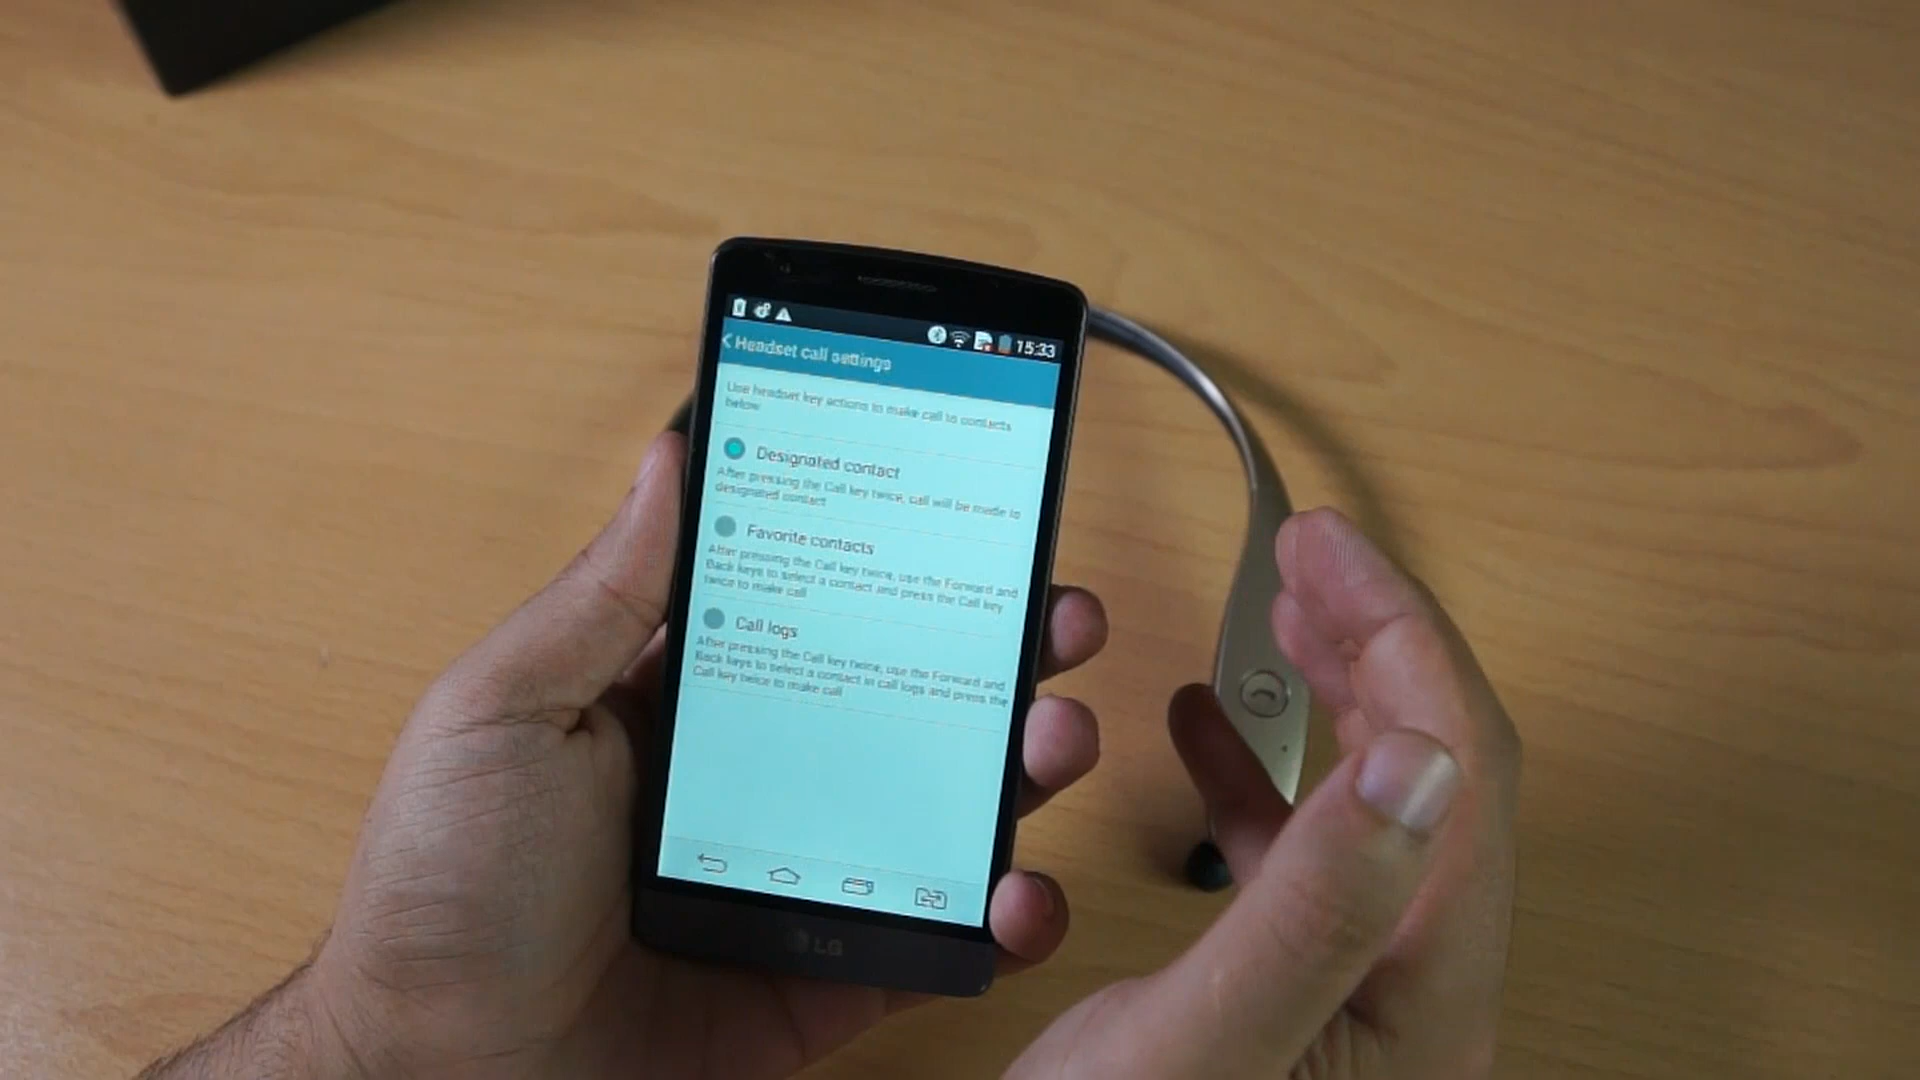 15:33
Headset call settings
Use headset key actions to make call to contacts
below
Designated contact
After pressing the Call key twice, call will be made to
designated contact
Favorite contacts
After pressing the Call key twice, use the Forward and
Back keys to select a contact and press the Call key
twice to make call
Call logs
After pressing the Call key twice, use the Forward and
Back keys to select a contact in call logs and press the
Call key twice to make call
LG